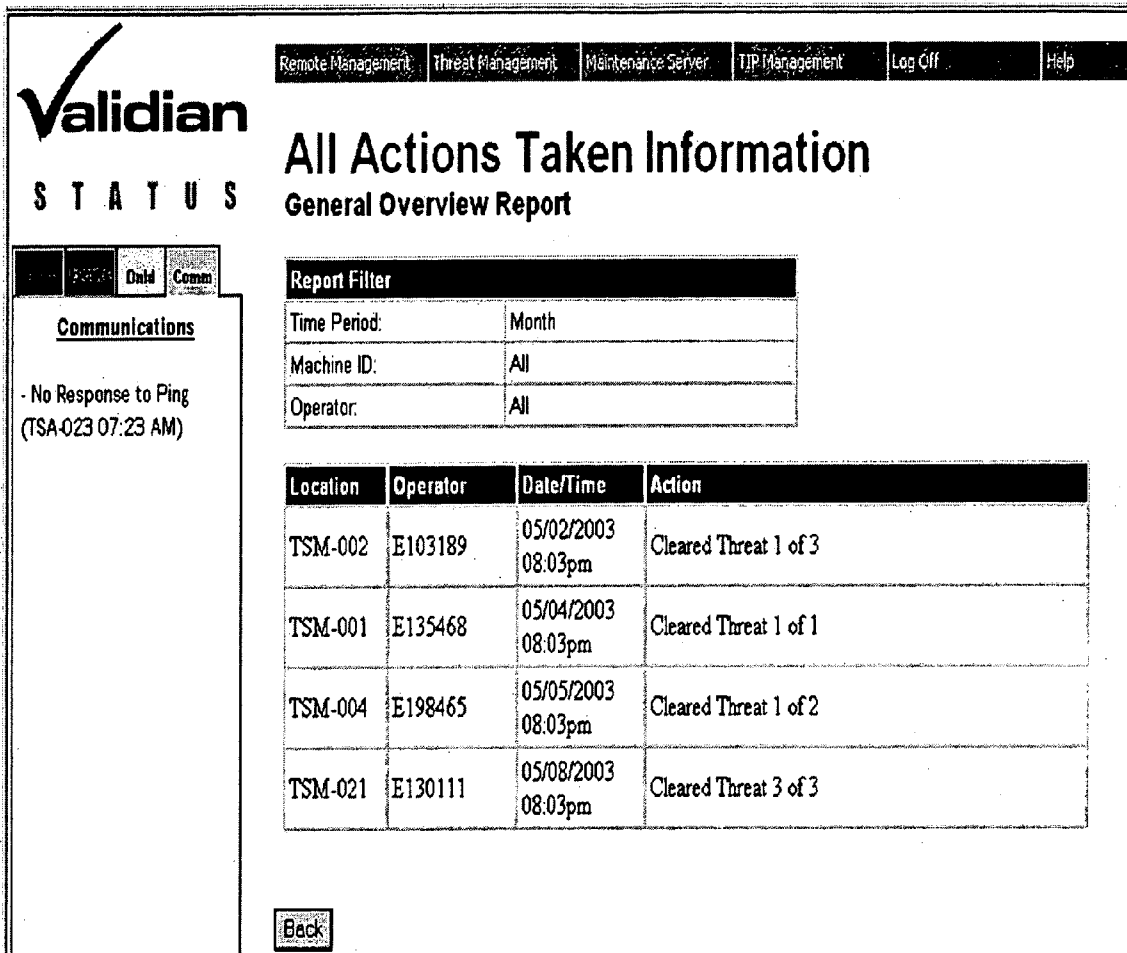 Validian
STATUS
Remote Management Threat Management Maintenance Server TIP Management Log Off Help
All Actions Taken Information
General Overview Report
Dnld Comm
Communications
- No Response to Ping
(TSA-023 07:23 AM)
Report Filter
Time Period: Month
Machine ID: All
Operator: All
Location Operator Date/Time Action
TSM-002 E103189 05/02/2003 08:03pm Cleared Threat 1 of 3
TSM-001 E135468 05/04/2003 08:03pm Cleared Threat 1 of 1
TSM-004 E198465 05/05/2003 08:03pm Cleared Threat 1 of 2
TSM-021 E130111 05/08/2003 08:03pm Cleared Threat 3 of 3
Back